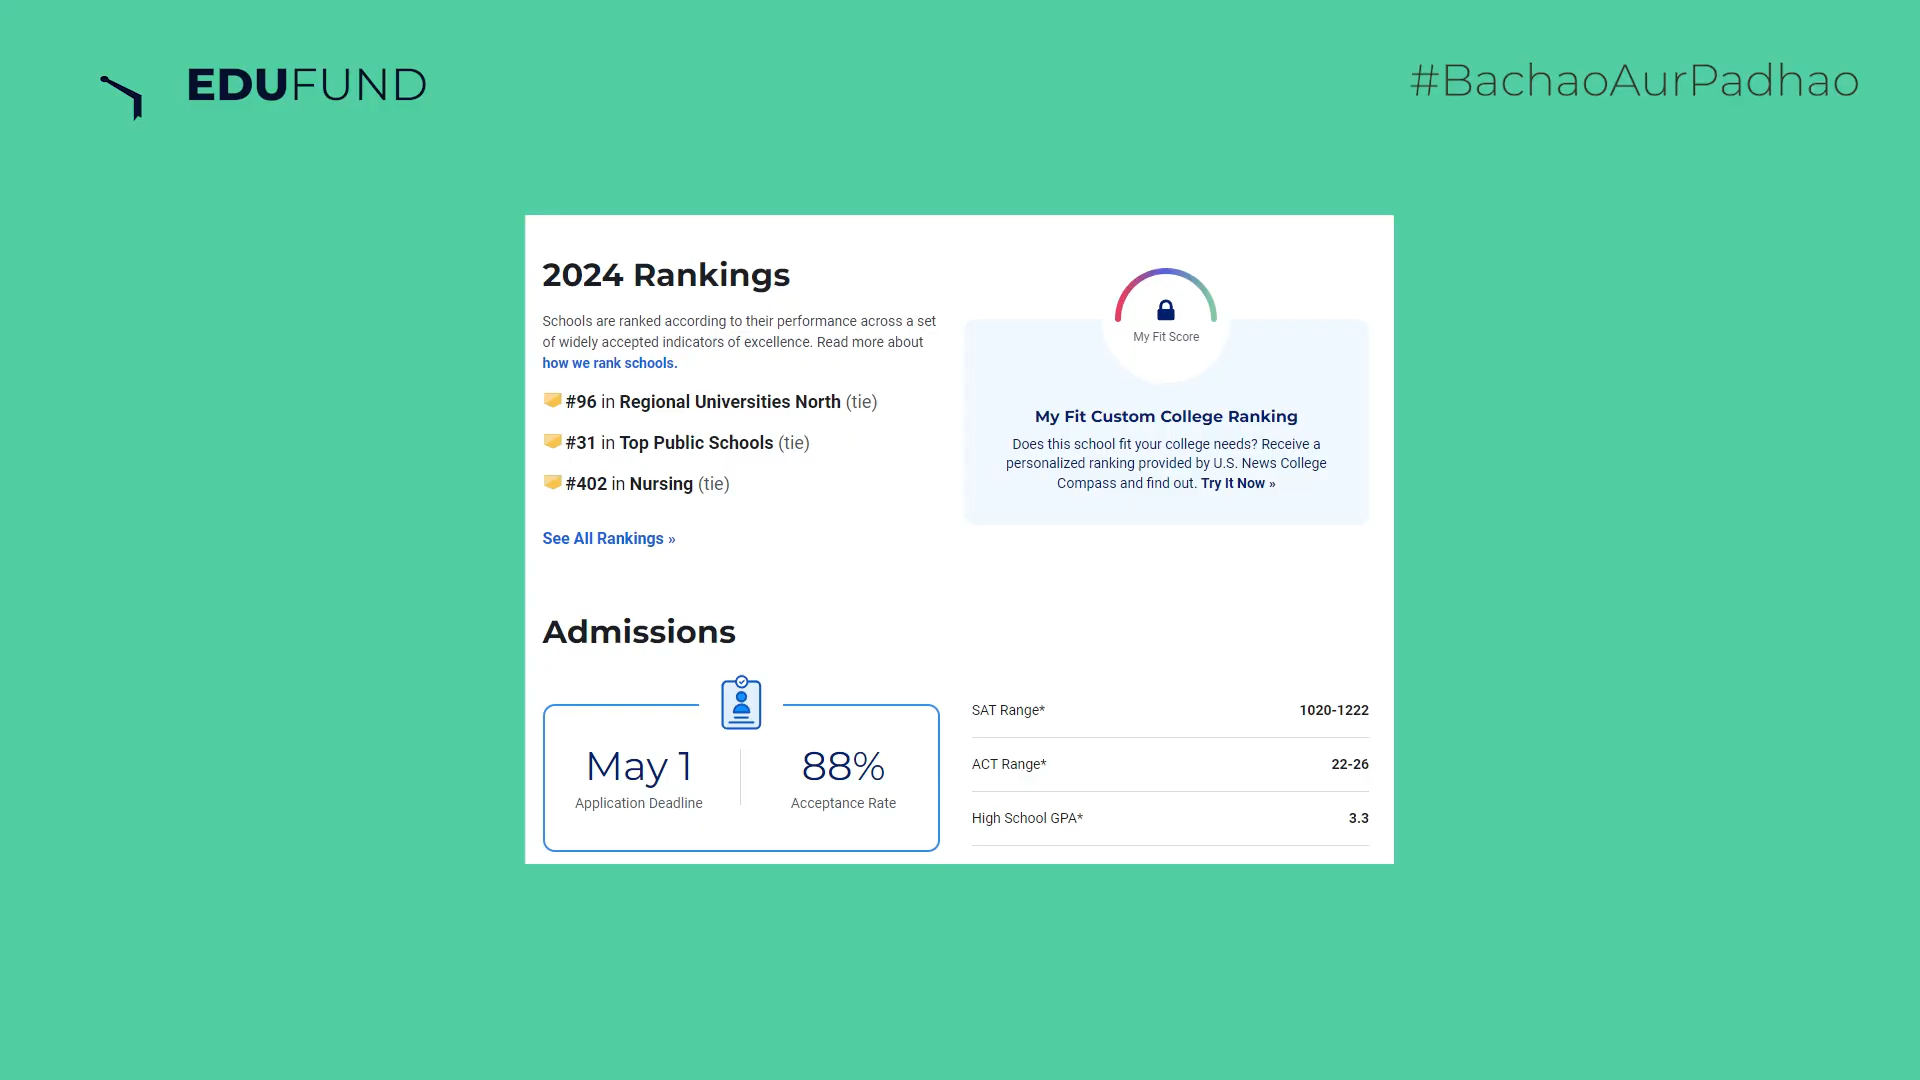 EDUFUND
#BachaoAurPadhao
2024 Rankings
Schools are ranked according to their performance across a set
of widely accepted indicators of excellence. Read more about
how we rank schools.
#96 in Regional Universities North (tie)
#31 in Top Public Schools (tie)
#402 in Nursing (tie)
See All Rankings »
My Fit Score
My Fit Custom College Ranking
Does this school fit your college needs? Receive a
personalized ranking provided by U.S. News College
Compass and find out. Try It Now »
Admissions
May 1
Application Deadline
88%
Acceptance Rate
SAT Range* 1020-1222
ACT Range* 22-26
High School GPA* 3.3